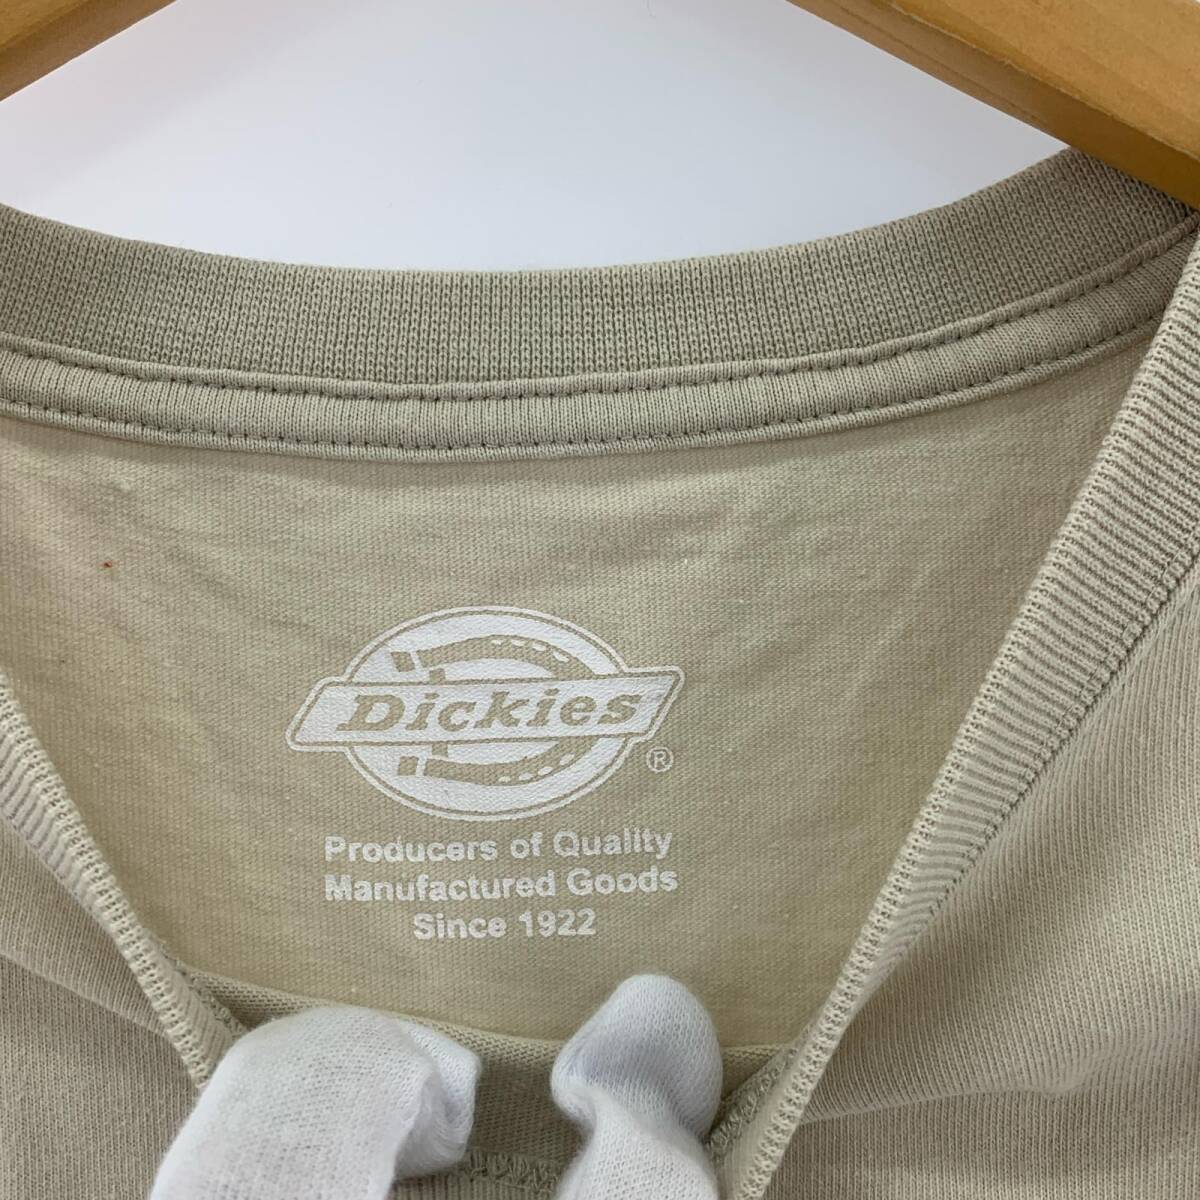 Dickies
®
Producers of Quality
Manufactured Goods
Since 1922